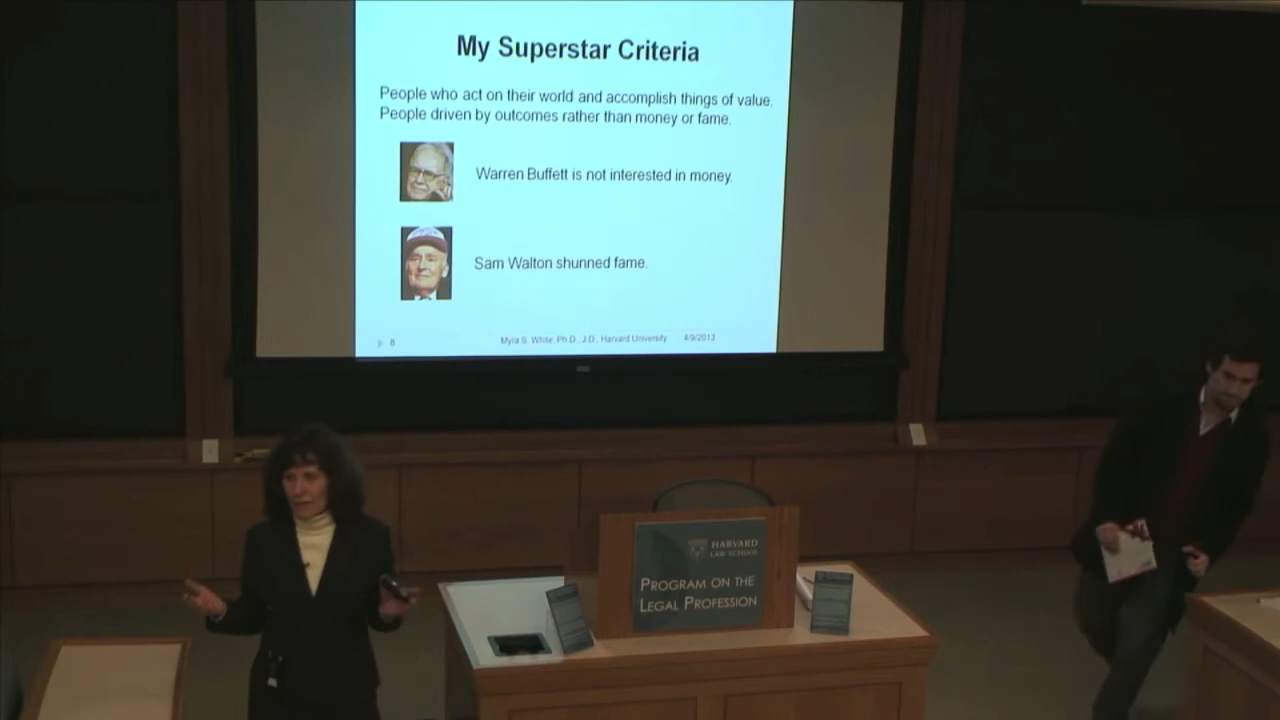 My Superstar Criteria
People who act on their world and accomplish things of value.
People driven by outcomes rather than money or fame.
Warren Buffett is not interested in money.
Sam Walton shunned fame.
6 Myra S. White, Ph.D., J.D., Harvard University 4/9/2013
HARVARD
LAW SCHOOL
PROGRAM ON THE
LEGAL PROFESSION